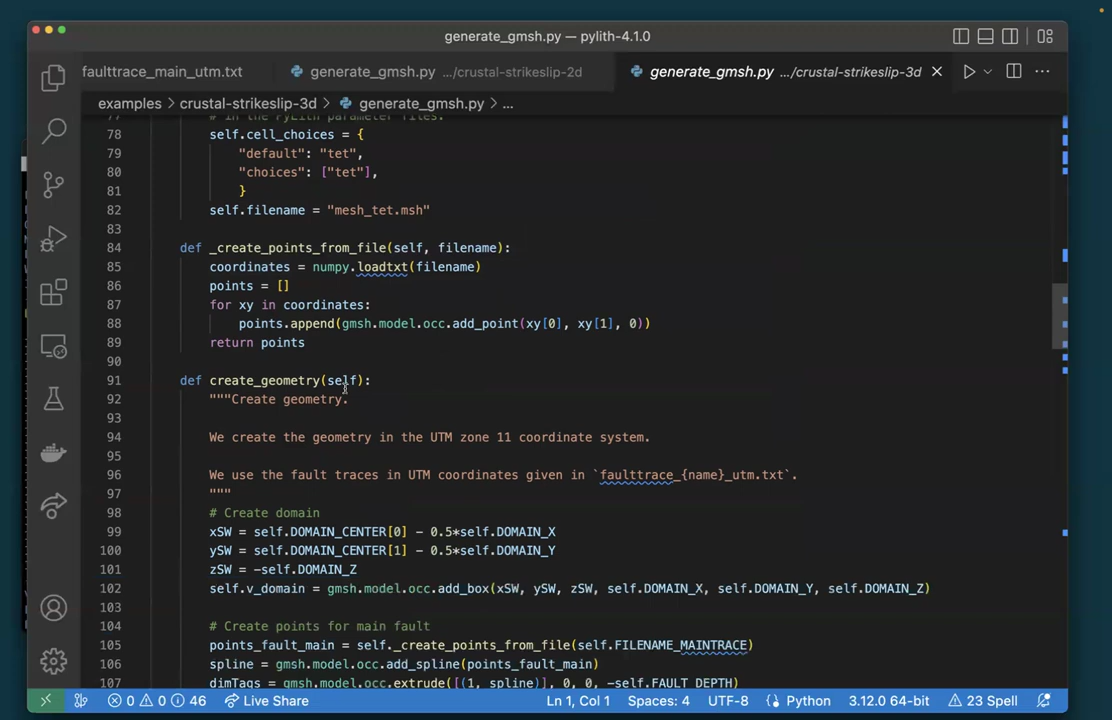 generate_gmsh.py — pylith-4.1.0
faulttrace_main_utm.txt generate_gmsh.py .../crustal-strikeslip-2d generate_gmsh.py .../crustal-strikeslip-3d
examples > crustal-strikeslip-3d > generate_gmsh.py > ...
77 # in the PyLith parameter files.
78 self.cell_choices = {
79 "default": "tet",
80 "choices": ["tet"],
81 }
82 self.filename = "mesh_tet.msh"
83
84 def _create_points_from_file(self, filename):
85 coordinates = numpy.loadtxt(filename)
86 points = []
87 for xy in coordinates:
88 points.append(gmsh.model.occ.add_point(xy[0], xy[1], 0))
89 return points
90
91 def create_geometry(self):
92 """Create geometry.
93
94 We create the geometry in the UTM zone 11 coordinate system.
95
96 We use the fault traces in UTM coordinates given in `faulttrace_{name}_utm.txt`.
97 """
98 # Create domain
99 xSW = self.DOMAIN_CENTER[0] - 0.5*self.DOMAIN_X
100 ySW = self.DOMAIN_CENTER[1] - 0.5*self.DOMAIN_Y
101 zSW = -self.DOMAIN_Z
102 self.v_domain = gmsh.model.occ.add_box(xSW, ySW, zSW, self.DOMAIN_X, self.DOMAIN_Y, self.DOMAIN_Z)
103
104 # Create points for main fault
105 points_fault_main = self._create_points_from_file(self.FILENAME_MAINTRACE)
106 spline = gmsh.model.occ.add_spline(points_fault_main)
107 dimTags = gmsh.model.occ.extrude([(1, spline)], 0, 0, -self.FAULT_DEPTH)
0 0 46 Live Share Ln 1, Col 1 Spaces: 4 UTF-8 Python 3.12.0 64-bit 23 Spell